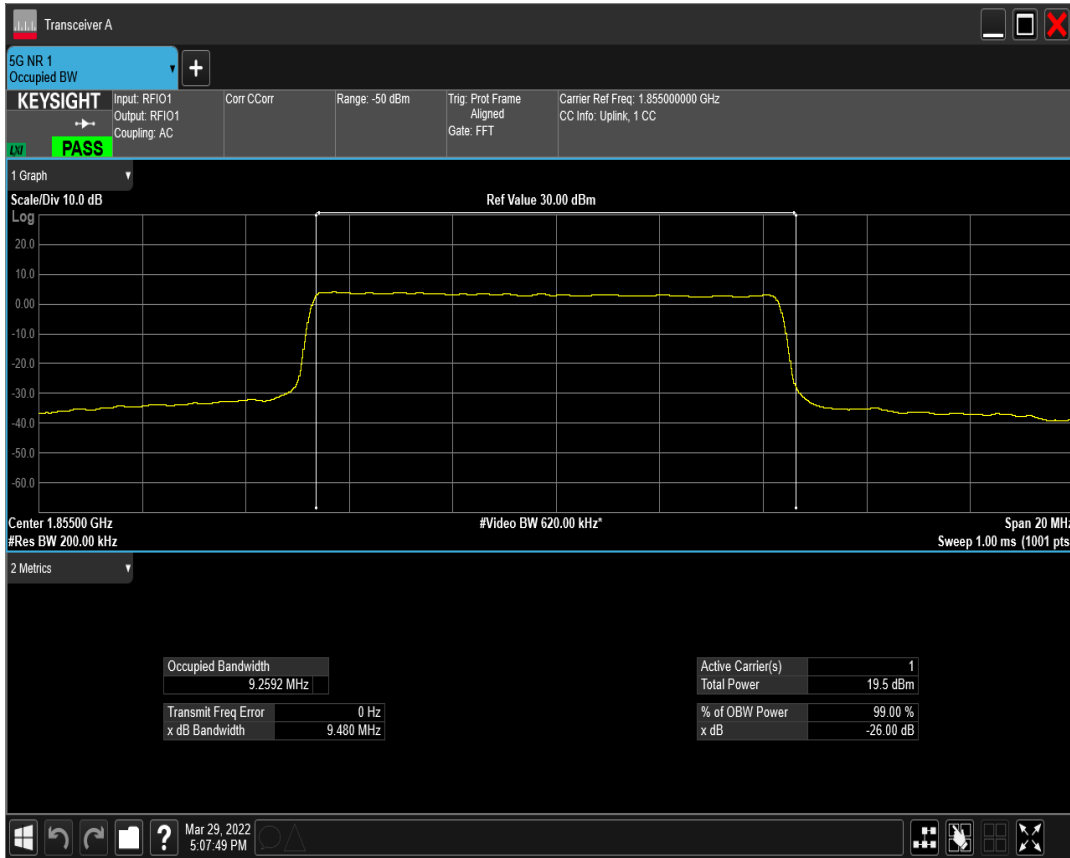 Transceiver A
5G NR 1
Occupied BW
KEYSIGHT
LXI
PASS
Input: RFIO1
Output: RFIO1
Coupling: AC
Corr CCorr
Range: -50 dBm
Trig: Prot Frame
Aligned
Gate: FFT
Carrier Ref Freq: 1.855000000 GHz
CC Info: Uplink, 1 CC
1 Graph
Scale/Div 10.0 dB
Ref Value 30.00 dBm
Log
20.0
10.0
0.00
-10.0
-20.0
-30.0
-40.0
-50.0
-60.0
Center 1.85500 GHz
#Video BW 620.00 kHz*
Span 20 MHz
#Res BW 200.00 kHz
Sweep 1.00 ms (1001 pts
2 Metrics
Occupied Bandwidth
9.2592 MHz
Transmit Freq Error 0 Hz
x dB Bandwidth 9.480 MHz
Active Carrier(s) 1
Total Power 19.5 dBm
% of OBW Power 99.00 %
x dB -26.00 dB
?
Mar 29, 2022
5:07:49 PM